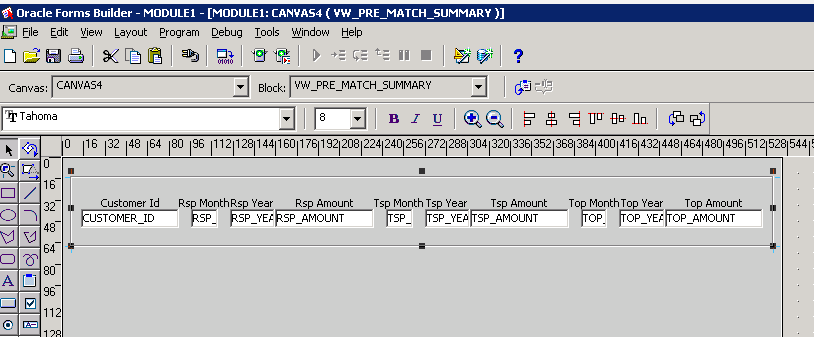 Oracle Forms Builder - MODULE1 - [MODULE1: CANVAS4 ( VW_PRE_MATCH_SUMMARY )]
File Edit View Layout Program Debug Tools Window Help
Canvas: CANVAS4 Block: VW_PRE_MATCH_SUMMARY
Tahoma 8 B I U
0 16 32 48 64 80 96 112 128 144 160 176 192 208 224 240 256 272 288 304 320 336 352 368 384 400 416 432 448 464 480 496 512 528 544
0
16
Customer Id Rsp Month Rsp Year Rsp Amount Tsp Month Tsp Year Tsp Amount Top Month Top Year Top Amount
32
CUSTOMER_ID RSP_ RSP_YEA RSP_AMOUNT TSP_ TSP_YEA TSP_AMOUNT TOP_ TOP_YEA TOP_AMOUNT
48
64
80
96
112
128